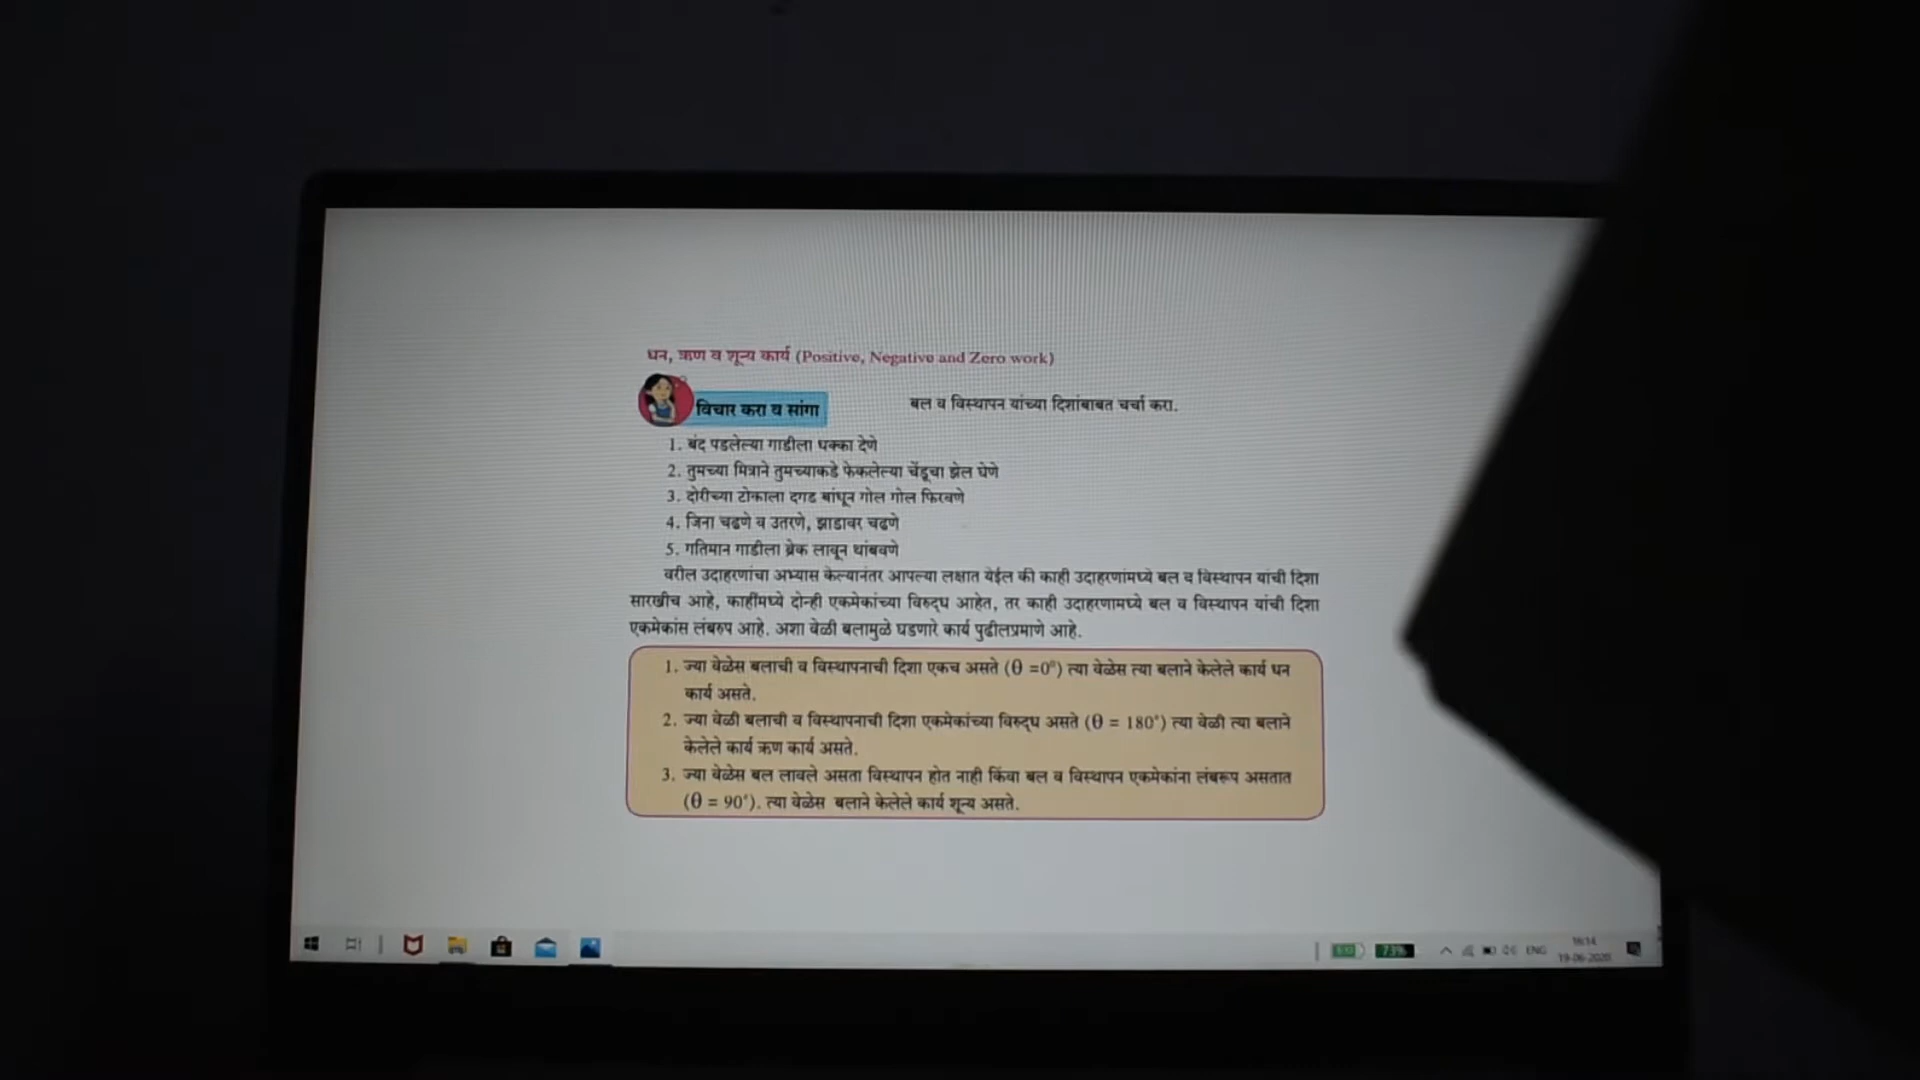 धन, ऋण व शून्य कार्य (Positive, Negative and Zero work)
विचार करा व सांगा
बल व विस्थापन यांच्या दिशांबाबत चर्चा करा.
1. बंद पडलेल्या गाडीला धक्का देणे
2. तुमच्या मित्राने तुमच्याकडे फेकलेल्या चेंडूचा झेल घेणे
3. दोरीच्या टोकाला दगड बांधून गोल गोल फिरवणे
4. जिना चढणे व उतरणे, झाडावर चढणे
5. गतिमान गाडीला ब्रेक लावून थांबवणे
वरील उदाहरणांचा अभ्यास केल्यानंतर आपल्या लक्षात येईल की काही उदाहरणांमध्ये बल व विस्थापन यांची दिशा
सारखीच आहे, काहींमध्ये दोन्ही एकमेकांच्या विरुद्ध आहेत, तर काही उदाहरणामध्ये बल व विस्थापन यांची दिशा
एकमेकांस लंबरुप आहे. अशा वेळी बलामुळे घडणारे कार्य पुढीलप्रमाणे आहे.
1. ज्या वेळेस बलाची व विस्थापनाची दिशा एकच असते (θ =0°) त्या वेळेस त्या बलाने केलेले कार्य धन
कार्य असते.
2. ज्या वेळी बलाची व विस्थापनाची दिशा एकमेकांच्या विरुद्ध असते (θ = 180°) त्या वेळी त्या बलाने
केलेले कार्य ऋण कार्य असते.
3. ज्या वेळेस बल लावले असता विस्थापन होत नाही किंवा बल व विस्थापन एकमेकांना लंबरूप असतात
(θ = 90°). त्या वेळेस बलाने केलेले कार्य शून्य असते.
73%
ENG
19-06-2020